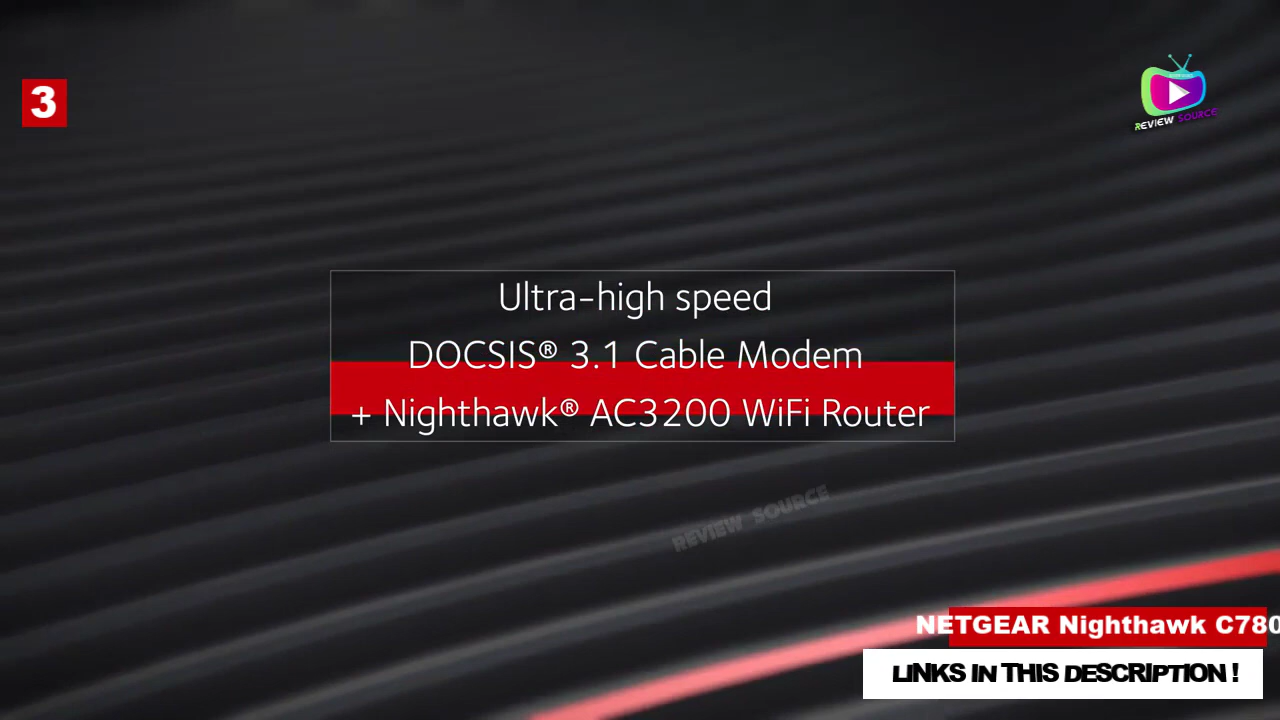 3
REVIEW SOURCE
Ultra-high speed
DOCSIS® 3.1 Cable Modem
+ Nighthawk® AC3200 WiFi Router
REVIEW SOURCE
NETGEAR Nighthawk C780
LINKS IN THIS DESCRIPTION !